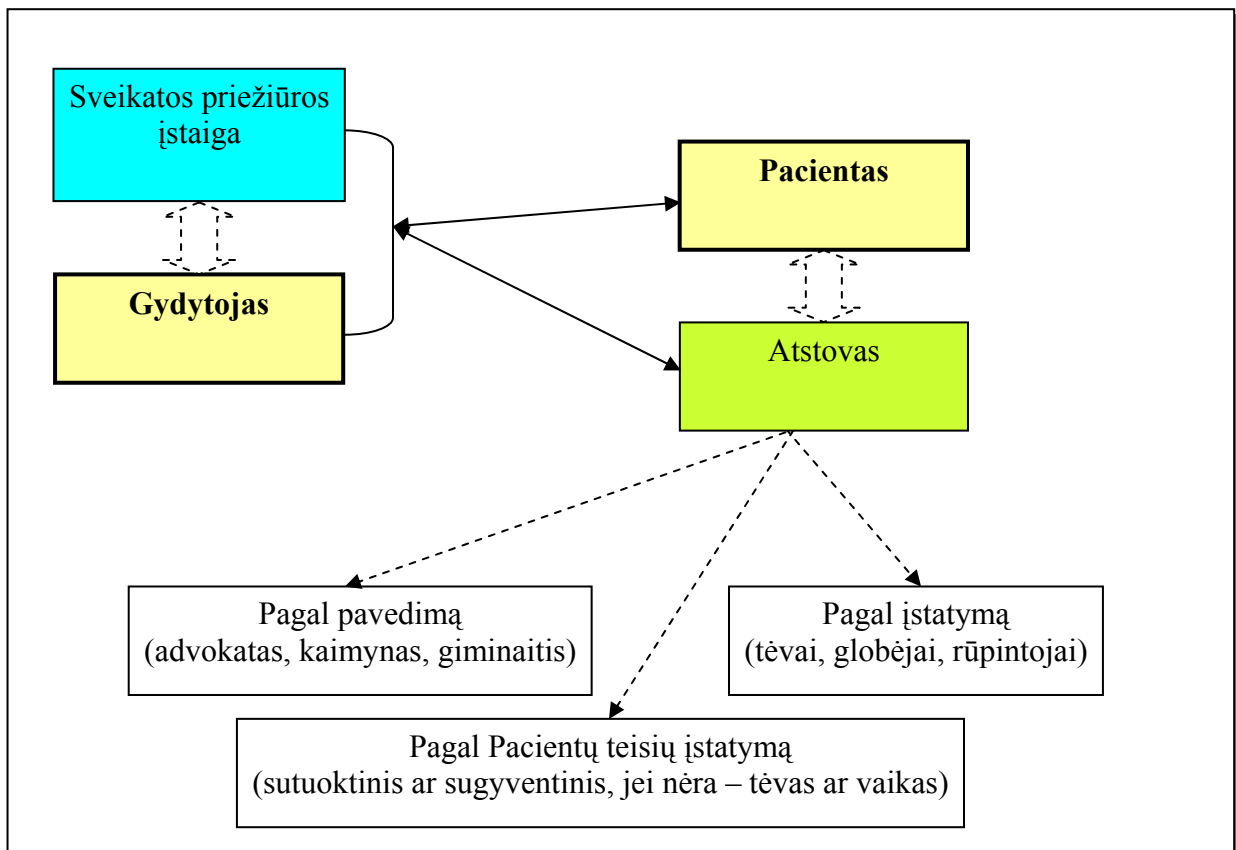 Sveikatos priežiūros
įstaiga
Pacientas
Gydytojas
Atstovas
Pagal pavedimą
(advokatas, kaimynas, giminaitis)
Pagal įstatymą
(tėvai, globėjai, rūpintojai)
Pagal Pacientų teisių įstatymą
(sutuoktinis ar sugyventinis, jei nėra – tėvas ar vaikas)